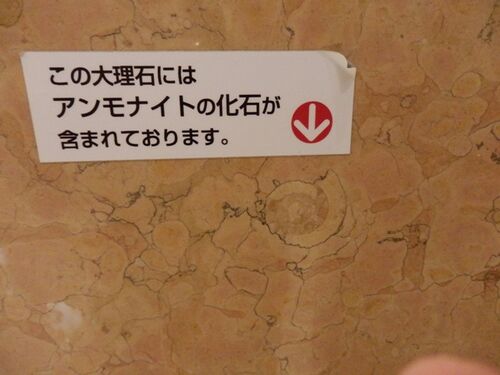 この大理石には
アンモナイトの化石が
含まれております。